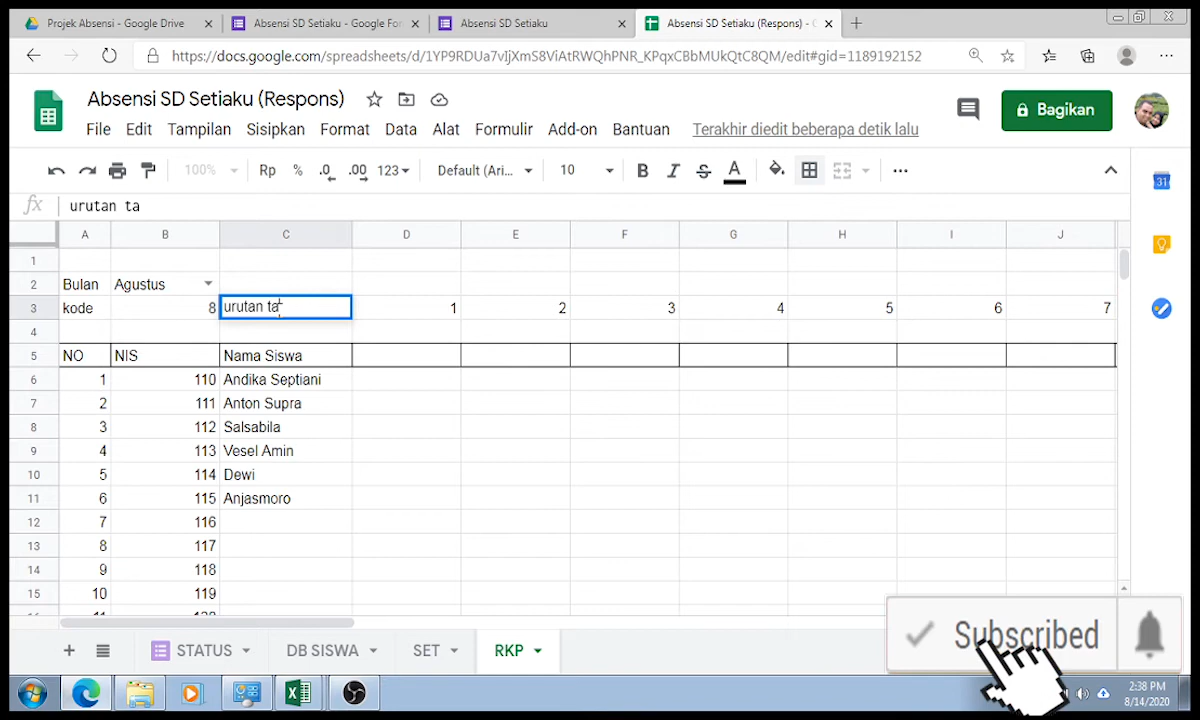 Projek Absensi - Google Drive
Absensi SD Setiaku - Google For
Absensi SD Setiaku
Absensi SD Setiaku (Respons) -
https://docs.google.com/spreadsheets/d/1YP9RDUa7vIjXmS8ViAtRWQhPNR_KPqxCBbMUkQtC8QM/edit#gid=1189192152
Absensi SD Setiaku (Respons)
Bagikan
File Edit Tampilan Sisipkan Format Data Alat Formulir Add-on Bantuan Terakhir diedit beberapa detik lalu
100% Rp % .0 .00 123 Default (Ari... 10 B I S A ...
31
fx urutan ta
A B C D E F G H I J
1
2 Bulan Agustus
3 kode 8 urutan ta 1 2 3 4 5 6 7
4
5 NO NIS Nama Siswa
6 1 110 Andika Septiani
7 2 111 Anton Supra
8 3 112 Salsabila
9 4 113 Vesel Amin
10 5 114 Dewi
11 6 115 Anjasmoro
12 7 116
13 8 117
14 9 118
15 10 119
STATUS DB SISWA SET RKP
Subscribed
2:38 PM
8/14/2020